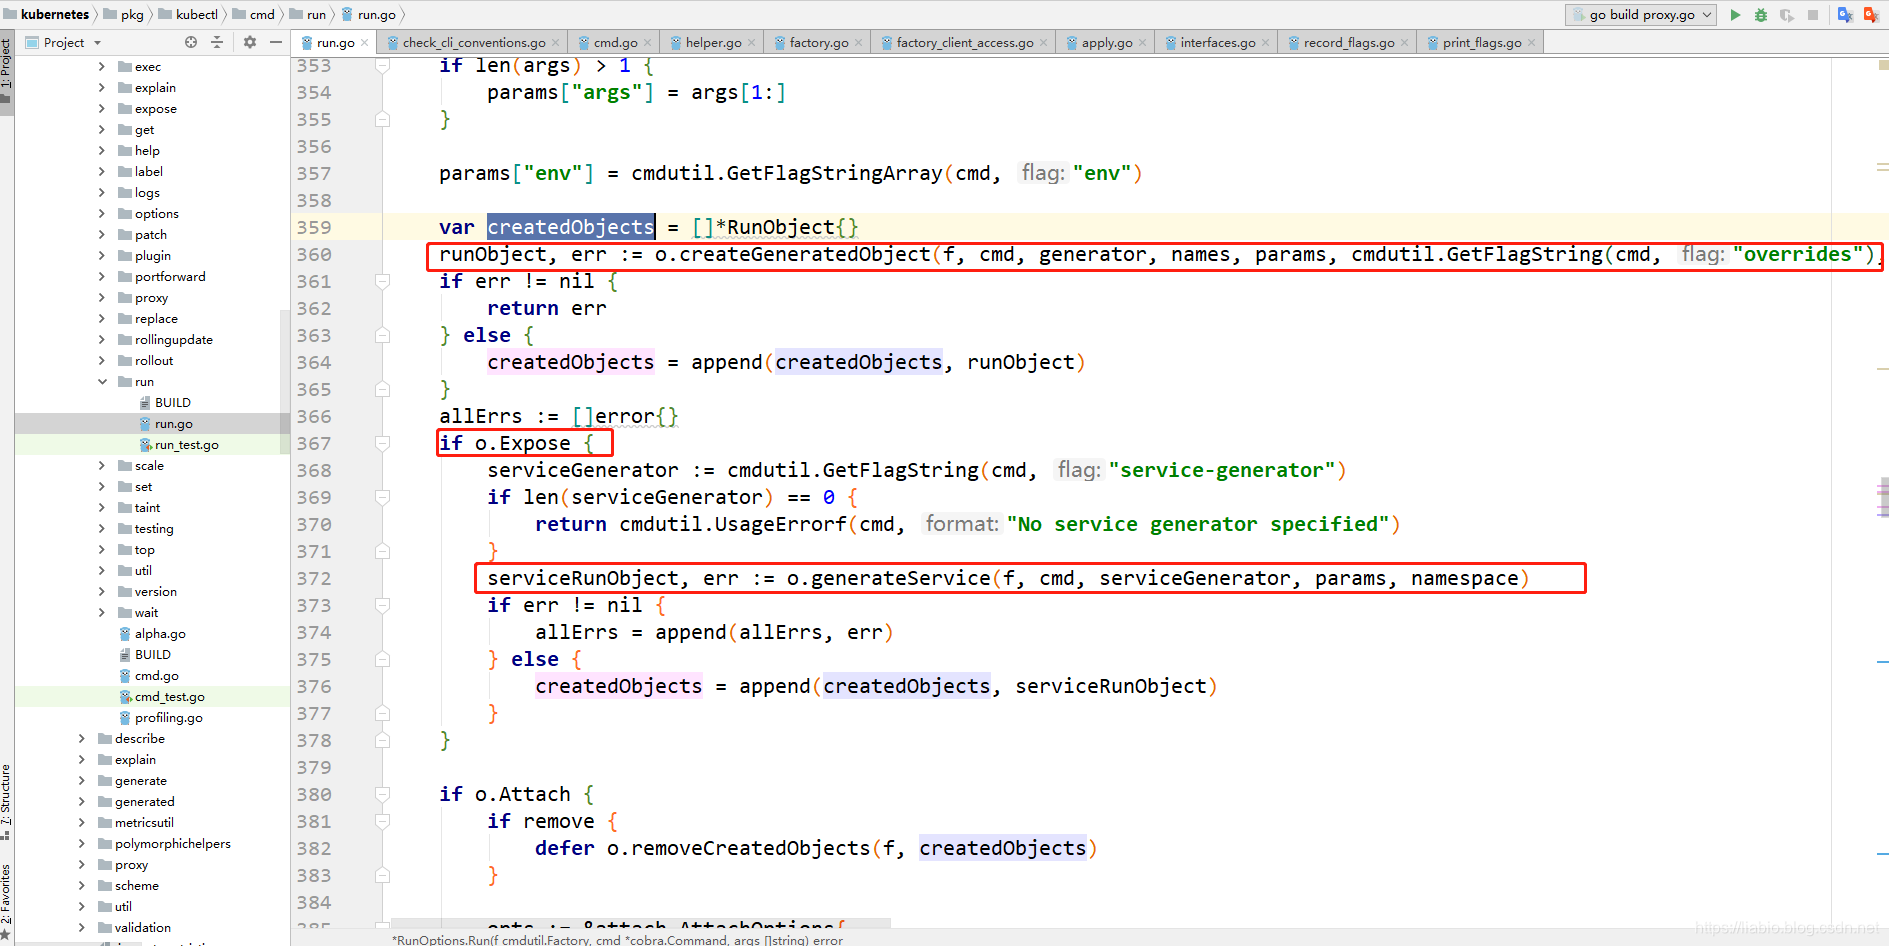 kubernetes pkg kubectl cmd run run.go
go build proxy.go
Project
run.go check_cli_conventions.go cmd.go helper.go factory.go factory_client_access.go apply.go interfaces.go record_flags.go print_flags.go
1: Project
7: Structure
2: Favorites
exec
explain
expose
get
help
label
logs
options
patch
plugin
portforward
proxy
replace
rollingupdate
rollout
run
BUILD
run.go
run_test.go
scale
set
taint
testing
top
util
version
wait
alpha.go
BUILD
cmd.go
cmd_test.go
profiling.go
describe
explain
generate
generated
metricsutil
polymorphichelpers
proxy
scheme
util
validation
353 if len(args) > 1 {
354 params["args"] = args[1:]
355 }
356
357 params["env"] = cmdutil.GetFlagStringArray(cmd, flag: "env")
358
359 var createdObjects = []*RunObject{}
360 runObject, err := o.createGeneratedObject(f, cmd, generator, names, params, cmdutil.GetFlagString(cmd, flag: "overrides"),
361 if err != nil {
362 return err
363 } else {
364 createdObjects = append(createdObjects, runObject)
365 }
366 allErrs := []error{}
367 if o.Expose {
368 serviceGenerator := cmdutil.GetFlagString(cmd, flag: "service-generator")
369 if len(serviceGenerator) == 0 {
370 return cmdutil.UsageErrorf(cmd, format: "No service generator specified")
371 }
372 serviceRunObject, err := o.generateService(f, cmd, serviceGenerator, params, namespace)
373 if err != nil {
374 allErrs = append(allErrs, err)
375 } else {
376 createdObjects = append(createdObjects, serviceRunObject)
377 }
378 }
379
380 if o.Attach {
381 if remove {
382 defer o.removeCreatedObjects(f, createdObjects)
383 }
384
385 opts := &attach.AttachOptions{
*RunOptions.Run(f cmdutil.Factory, cmd *cobra.Command, args []string) error
https://liabio.blog.csdn.net